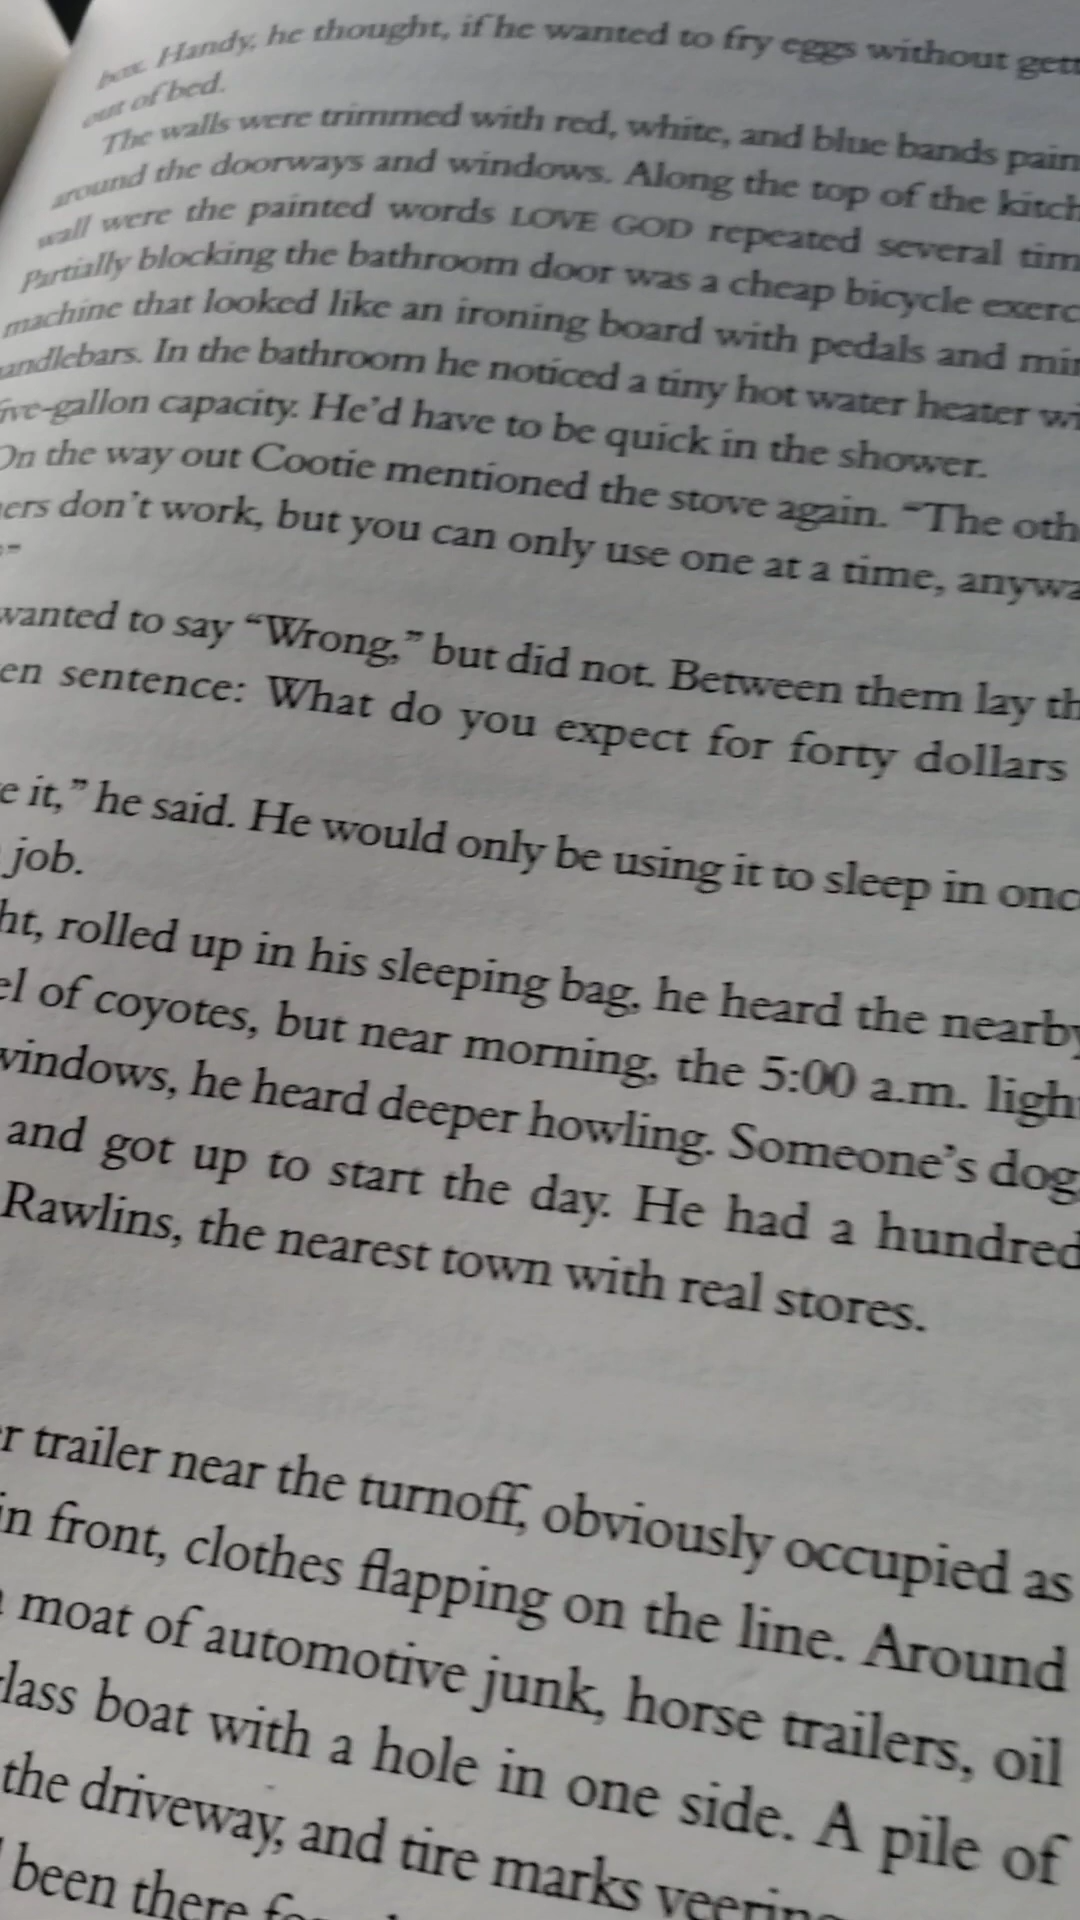 box. Handy, he thought, if he wanted to fry eggs without gett
out of bed.
The walls were trimmed with red, white, and blue bands pain
around the doorways and windows. Along the top of the kitch
wall were the painted words LOVE GOD repeated several tim
Partially blocking the bathroom door was a cheap bicycle exerc
machine that looked like an ironing board with pedals and min
andlebars. In the bathroom he noticed a tiny hot water heater wi
five-gallon capacity. He'd have to be quick in the shower.
On the way out Cootie mentioned the stove again. “The oth
ers don't work, but you can only use one at a time, anywa
wanted to say “Wrong,” but did not. Between them lay th
en sentence: What do you expect for forty dollars
e it,” he said. He would only be using it to sleep in onc
job.
ht, rolled up in his sleeping bag, he heard the nearby
el of coyotes, but near morning, the 5:00 a.m. ligh
windows, he heard deeper howling. Someone's dog,
and got up to start the day. He had a hundred
Rawlins, the nearest town with real stores.
r trailer near the turnoff, obviously occupied as
in front, clothes flapping on the line. Around
moat of automotive junk, horse trailers, oil
lass boat with a hole in one side. A pile of
the driveway, and tire marks veering
been there